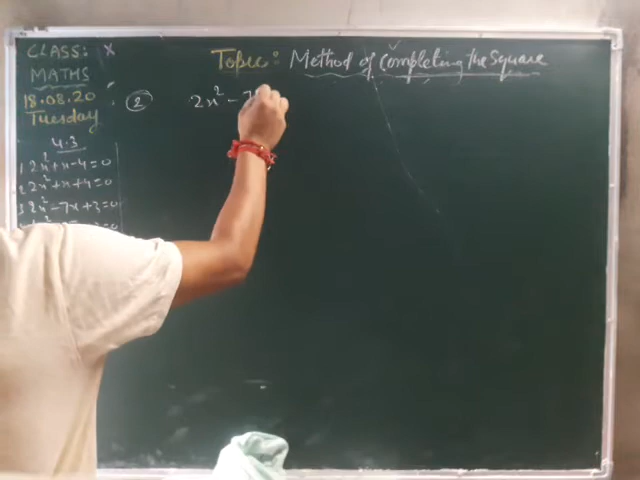 CLASS: X
MATHS
18.08.20
Tuesday
Topic: Method of Completing the Square
② 2x² - 7
4.3
1 2x² + x - 4 = 0
2 2x² + x + 4 = 0
3 2x² - 7x + 3 = 0